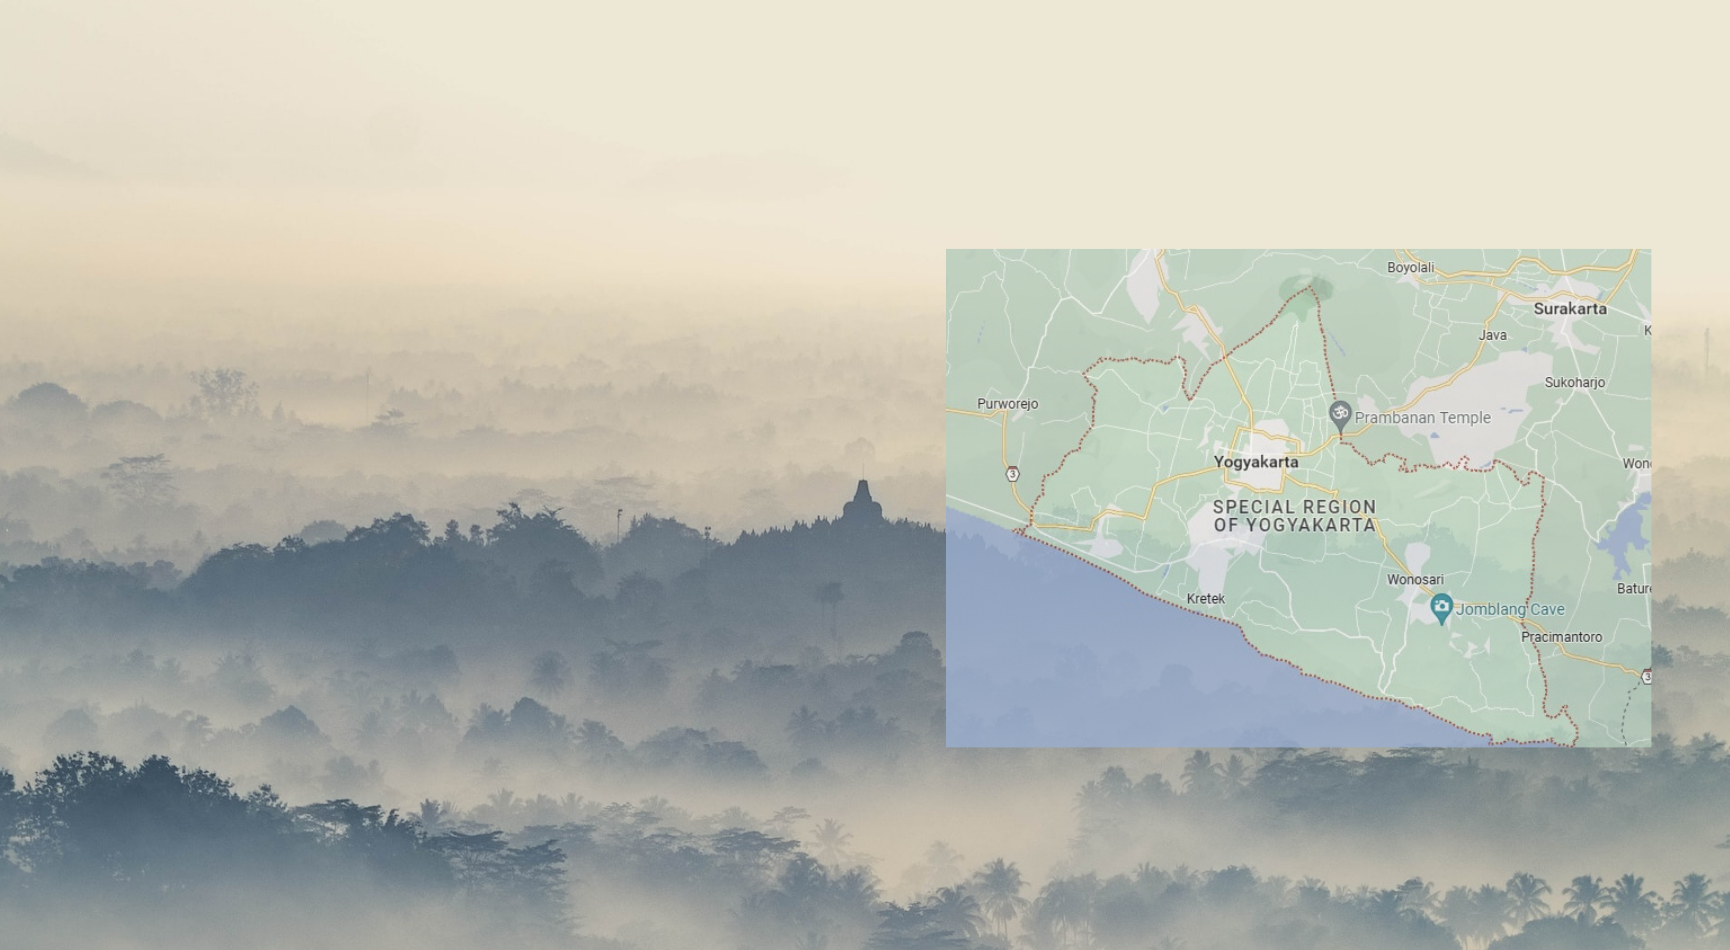 Boyolali
Surakarta
K
Java
Sukoharjo
Purworejo
Prambanan Temple
Yogyakarta
Won
3
SPECIAL REGION
OF YOGYAKARTA
Wonosari
Bature
Kretek
Jomblang Cave
Pracimantoro
3